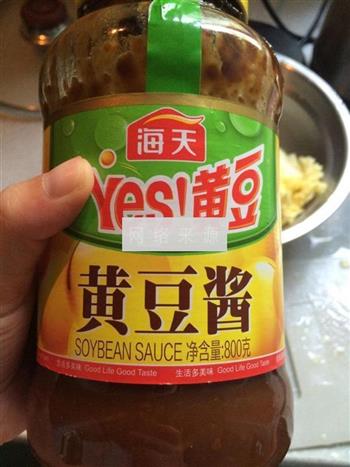 海天
Yes!黄豆
网络来源
黄豆酱
SOYBEAN SAUCE 净含量:800克
生活多美味 Good Life Good Taste 生活多美味 Good Life Good Taste